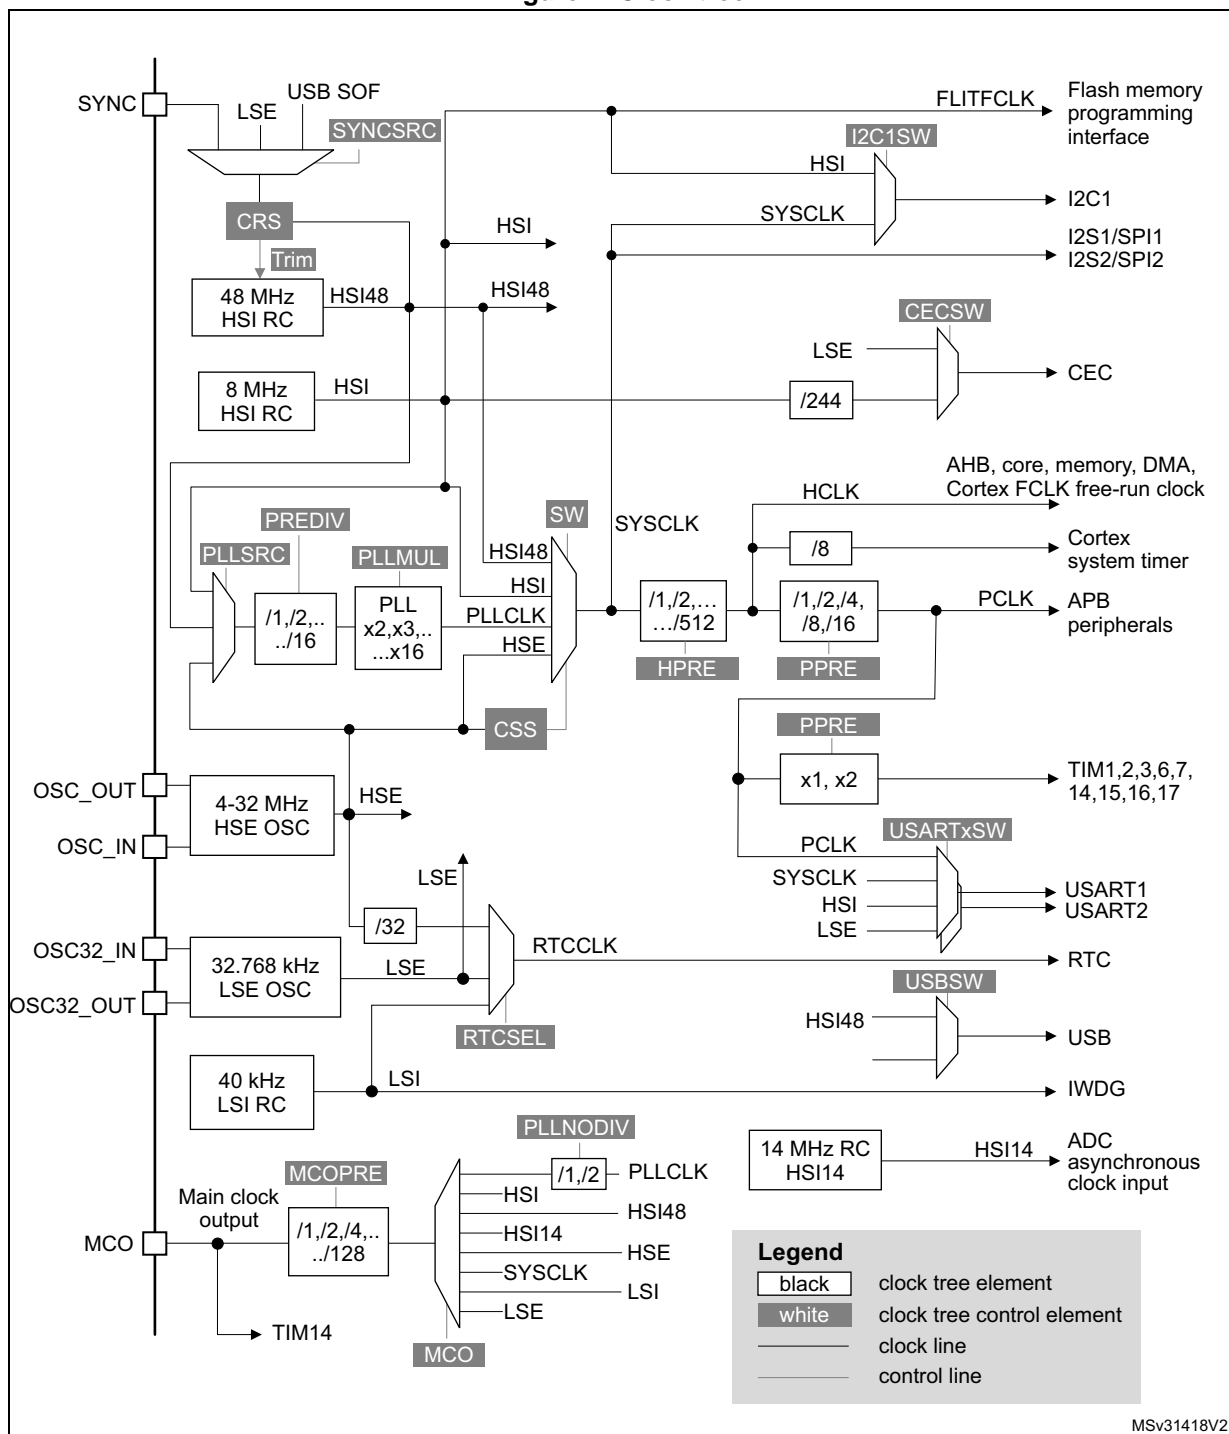 SYNC
LSE
USB SOF
SYNCSRC
CRS
Trim
48 MHz
HSI RC
HSI48
HSI48
HSI
8 MHz
HSI RC
HSI
FLITFCLK
Flash memory
programming
interface
I2C1SW
HSI
SYSCLK
I2C1
I2S1/SPI1
I2S2/SPI2
CECSW
LSE
/244
CEC
AHB, core, memory, DMA,
Cortex FCLK free-run clock
HCLK
/8
Cortex
system timer
PLLSRC
PREDIV
/1,/2,..
../16
PLLMUL
PLL
x2,x3,..
...x16
SW
HSI48
HSI
PLLCLK
HSE
CSS
SYSCLK
/1,/2,...
.../512
HPRE
/1,/2,/4,
/8,/16
PPRE
PCLK
APB
peripherals
PPRE
x1, x2
TIM1,2,3,6,7,
14,15,16,17
OSC_OUT
OSC_IN
4-32 MHz
HSE OSC
HSE
USARTxSW
PCLK
SYSCLK
HSI
LSE
USART1
USART2
LSE
/32
OSC32_IN
OSC32_OUT
32.768 kHz
LSE OSC
LSE
RTCCLK
RTC
RTCSEL
USBSW
HSI48
USB
40 kHz
LSI RC
LSI
IWDG
14 MHz RC
HSI14
HSI14
ADC
asynchronous
clock input
PLLNODIV
/1,/2
PLLCLK
HSI
HSI48
HSI14
HSE
SYSCLK
LSI
LSE
MCO
MCOPRE
/1,/2,/4,..
../128
Main clock
output
MCO
TIM14
Legend
black
clock tree element
white
clock tree control element
clock line
control line
MSv31418V2